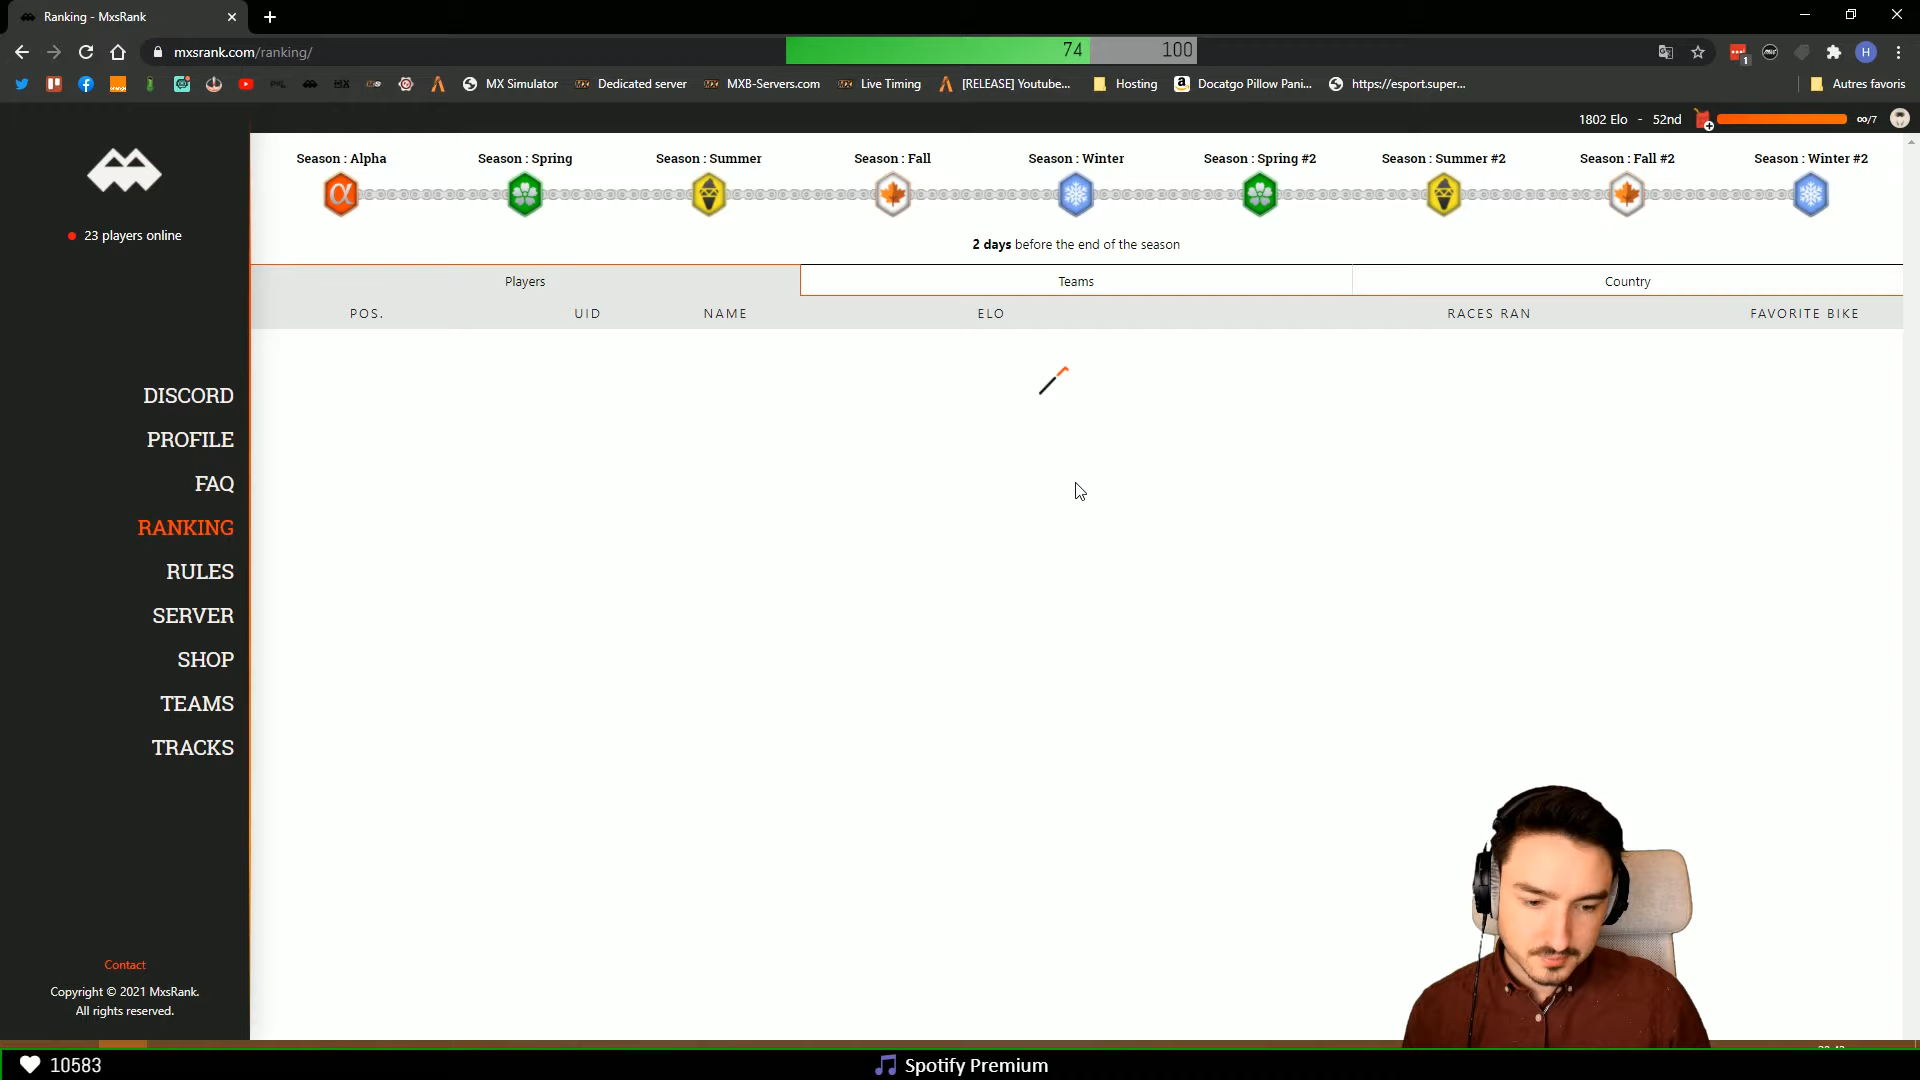 Ranking - MxsRank
mxsrank.com/ranking/
74 100
1
H
MX Simulator
Dedicated server
MXB-Servers.com
Live Timing
[RELEASE] Youtube...
Hosting
Docatgo Pillow Pani...
https://esport.super...
Autres favoris
1802 Elo - 52nd
∞/7
Season : Alpha
Season : Spring
Season : Summer
Season : Fall
Season : Winter
Season : Spring #2
Season : Summer #2
Season : Fall #2
Season : Winter #2
α
23 players online
2 days before the end of the season
Players
Teams
Country
POS.
UID
NAME
ELO
RACES RAN
FAVORITE BIKE
DISCORD
PROFILE
FAQ
RANKING
RULES
SERVER
SHOP
TEAMS
TRACKS
Contact
Copyright © 2021 MxsRank.
All rights reserved.
10583
Spotify Premium